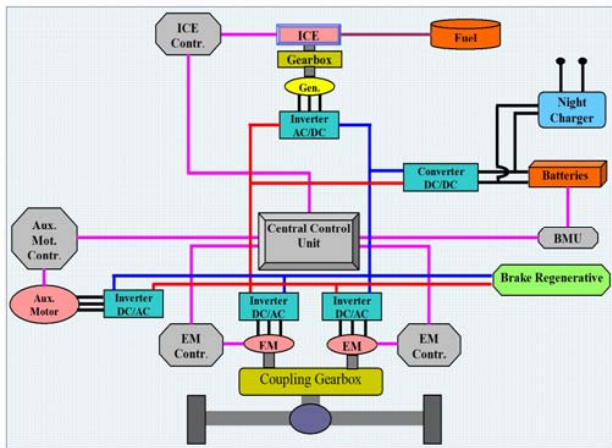 ICE
Contr.
ICE
Fuel
Gearbox
Gen.
Inverter
AC/DC
Night
Charger
Converter
DC/DC
Batteries
Aux.
Mot.
Contr.
Central Control
Unit
BMU
Aux.
Motor
Inverter
DC/AC
Brake Regenerative
Inverter
DC/AC
Inverter
DC/AC
EM
Contr.
EM
EM
EM
Contr.
Coupling Gearbox